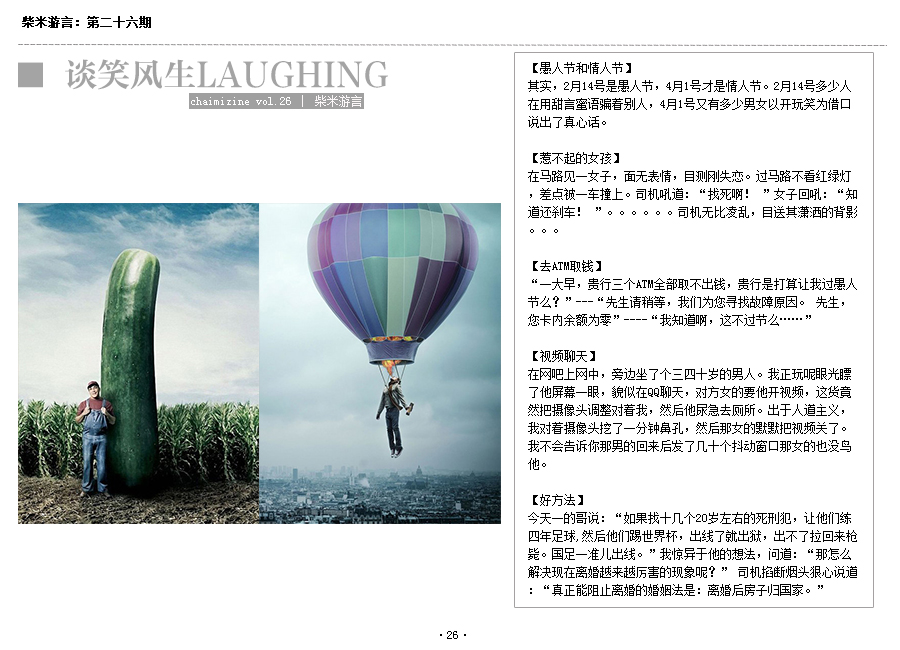 柴米游言：第二十六期
谈笑风生LAUGHING
chaimizine vol.26 | 柴米游言
【愚人节和情人节】
其实，2月14号是愚人节，4月1号才是情人节。2月14号多少人
在用甜言蜜语骗着别人，4月1号又有多少男女以开玩笑为借口
说出了真心话。
【惹不起的女孩】
在马路见一女子，面无表情，目测刚失恋。过马路不看红绿灯
，差点被一车撞上。司机吼道：“找死啊！ ”女子回吼：“知
道还刹车！ ”。。。。。。司机无比凌乱，目送其潇洒的背影
。。。
【去ATM取钱】
“一大早，贵行三个ATM全部取不出钱，贵行是打算让我过愚人
节么？”---“先生请稍等，我们为您寻找故障原因。 先生，
您卡内余额为零”----“我知道啊，这不过节么……”
【视频聊天】
在网吧上网中，旁边坐了个三四十岁的男人。我正玩呢眼光瞟
了他屏幕一眼，貌似在QQ聊天，对方女的要他开视频，这货竟
然把摄像头调整对着我，然后他尿急去厕所。出于人道主义，
我对着摄像头挖了一分钟鼻孔，然后那女的默默把视频关了。
我不会告诉你那男的回来后发了几十个抖动窗口那女的也没鸟
他。
【好方法】
今天一的哥说：“如果找十几个20岁左右的死刑犯，让他们练
四年足球,然后他们踢世界杯，出线了就出狱，出不了拉回来枪
毙。国足一准儿出线。”我惊异于他的想法，问道：“那怎么
解决现在离婚越来越厉害的现象呢？” 司机掐断烟头狠心说道
：“真正能阻止离婚的婚姻法是：离婚后房子归国家。”
·26·